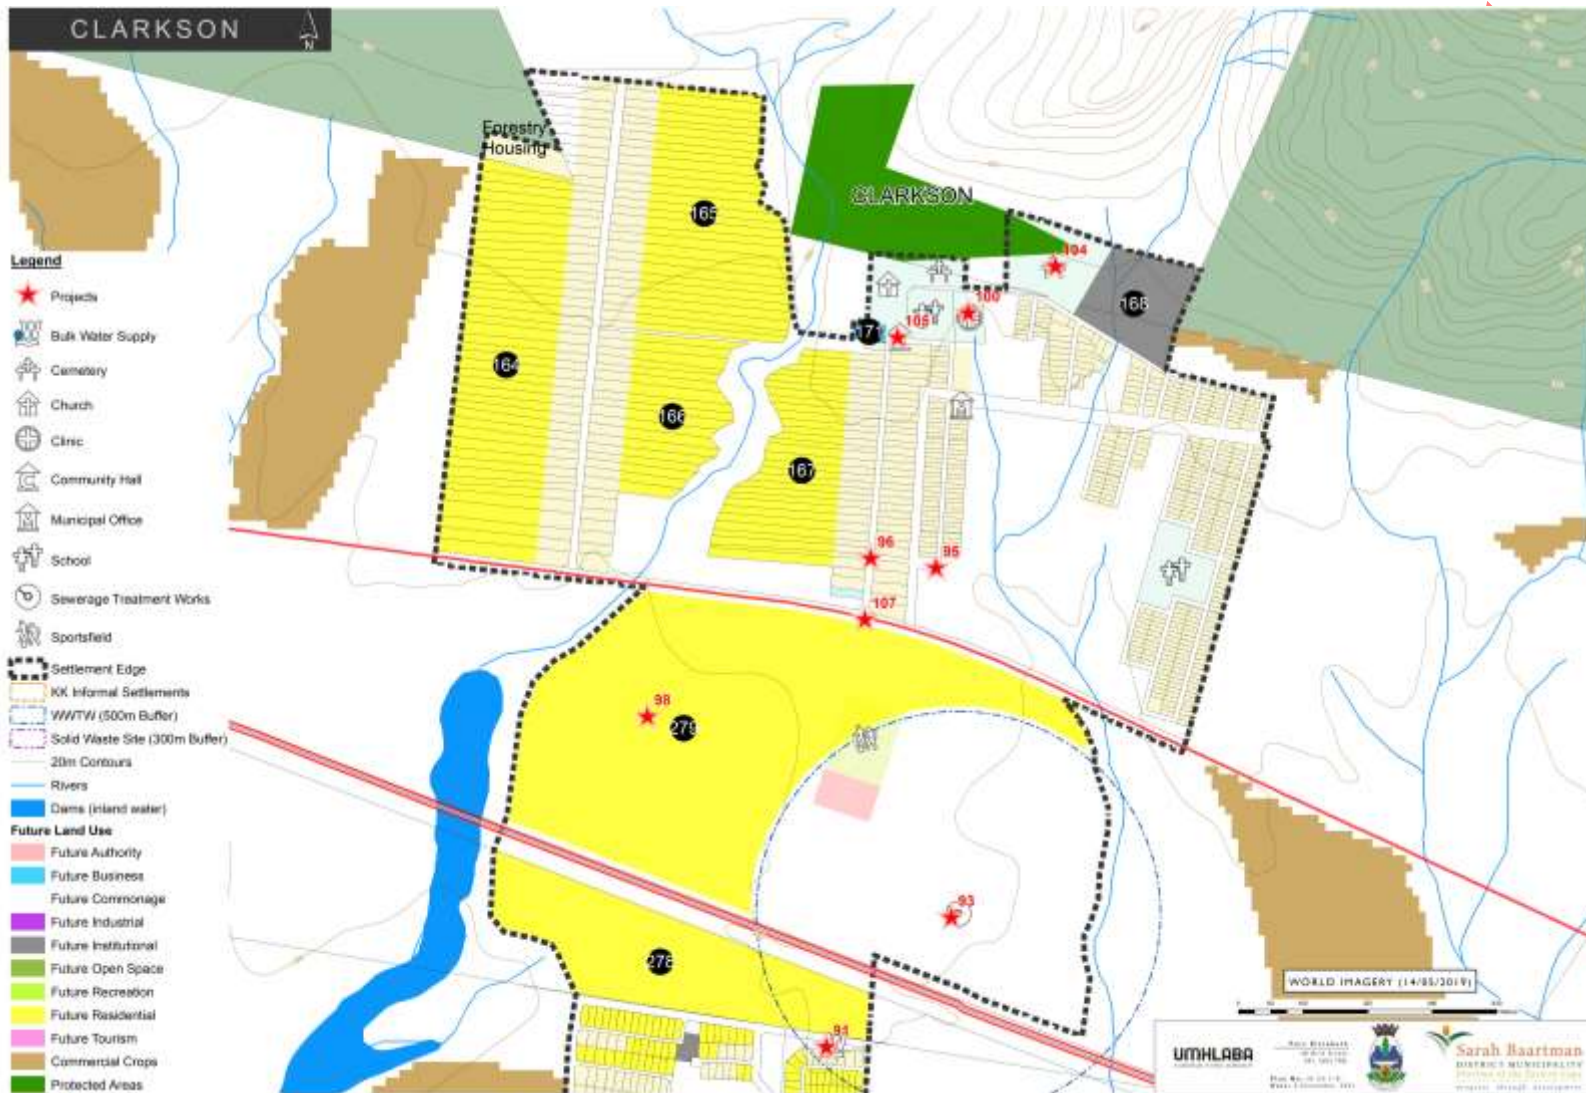 CLARKSON
N
Forestry
Housing
165
CLARKSON
104
168
100
105
171
164
166
167
96
95
107
98
279
93
278
91
Legend
Projects
Bulk Water Supply
Cemetery
Church
Clinic
Community Hall
Municipal Office
School
Sewerage Treatment Works
Sportsfield
Settlement Edge
KK Informal Settlements
WWTW (500m Buffer)
Solid Waste Site (300m Buffer)
20m Contours
Rivers
Dams (inland water)
Future Land Use
Future Authority
Future Business
Future Commonage
Future Industrial
Future Institutional
Future Open Space
Future Recreation
Future Residential
Future Tourism
Commercial Crops
Protected Areas
WORLD IMAGERY (14/05/2019)
UMHLABA
Sarah Baartman
DISTRICT MUNICIPALITY